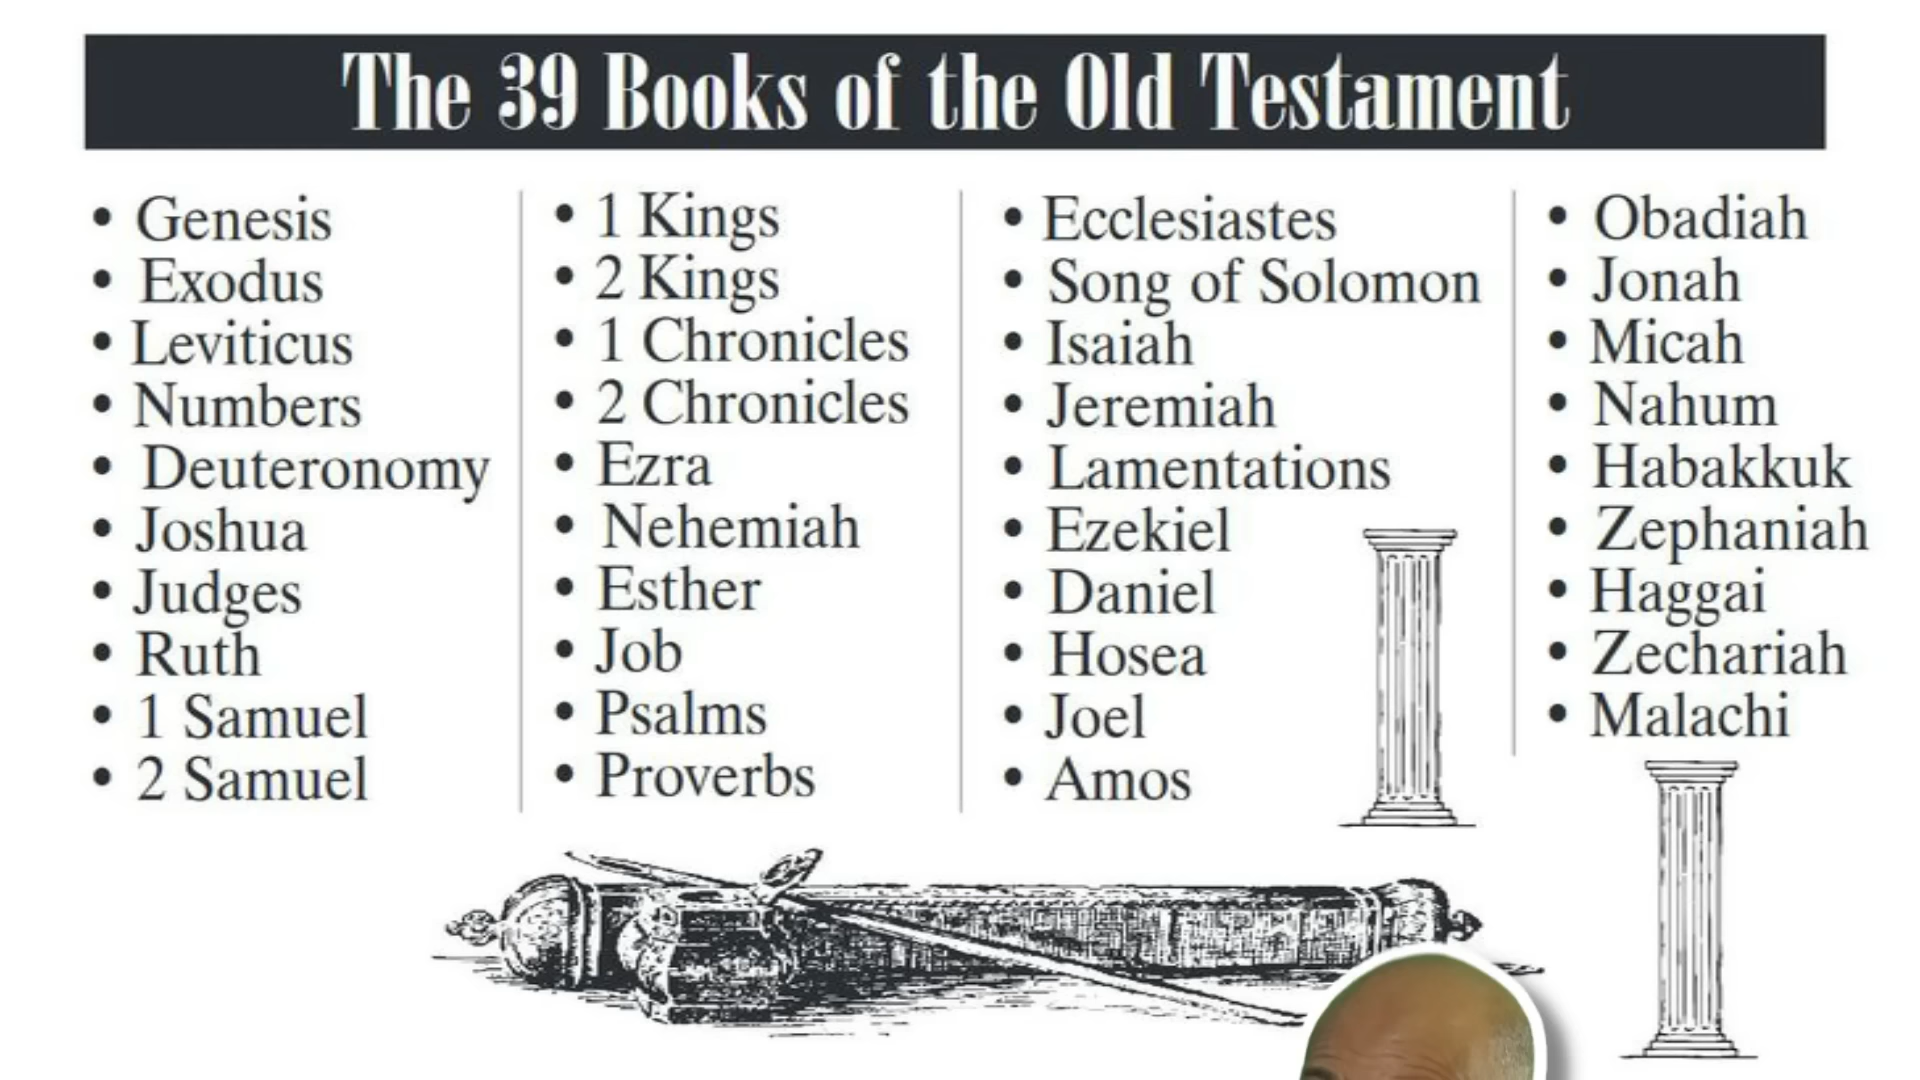 The 39 Books of the Old Testament
• Genesis
• Exodus
• Leviticus
• Numbers
• Deuteronomy
• Joshua
• Judges
• Ruth
• 1 Samuel
• 2 Samuel
• 1 Kings
• 2 Kings
• 1 Chronicles
• 2 Chronicles
• Ezra
• Nehemiah
• Esther
• Job
• Psalms
• Proverbs
• Ecclesiastes
• Song of Solomon
• Isaiah
• Jeremiah
• Lamentations
• Ezekiel
• Daniel
• Hosea
• Joel
• Amos
• Obadiah
• Jonah
• Micah
• Nahum
• Habakkuk
• Zephaniah
• Haggai
• Zechariah
• Malachi